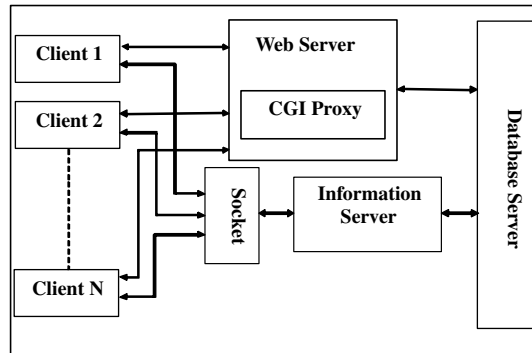 Client 1
Web Server
Client 2
CGI Proxy
Database Server
Socket
Information
Server
Client N